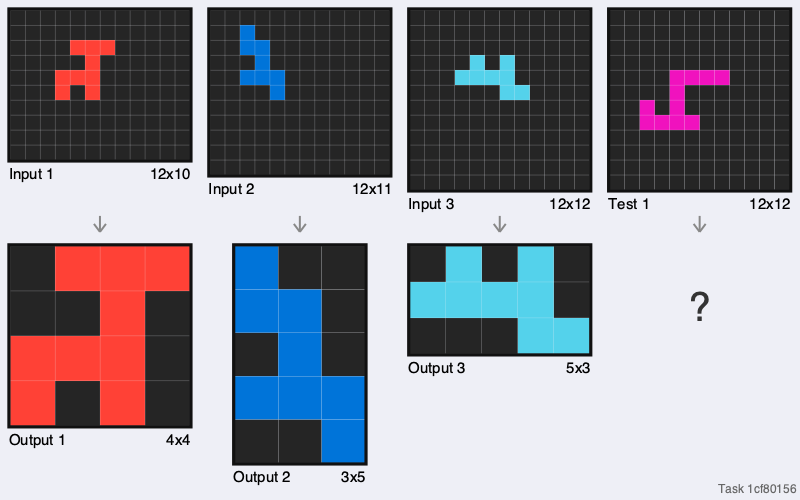 Input 1 12x10
Input 2 12x11
Input 3 12x12
Test 1 12x12
?
Output 1 4x4
Output 2 3x5
Output 3 5x3
Task 1cf80156